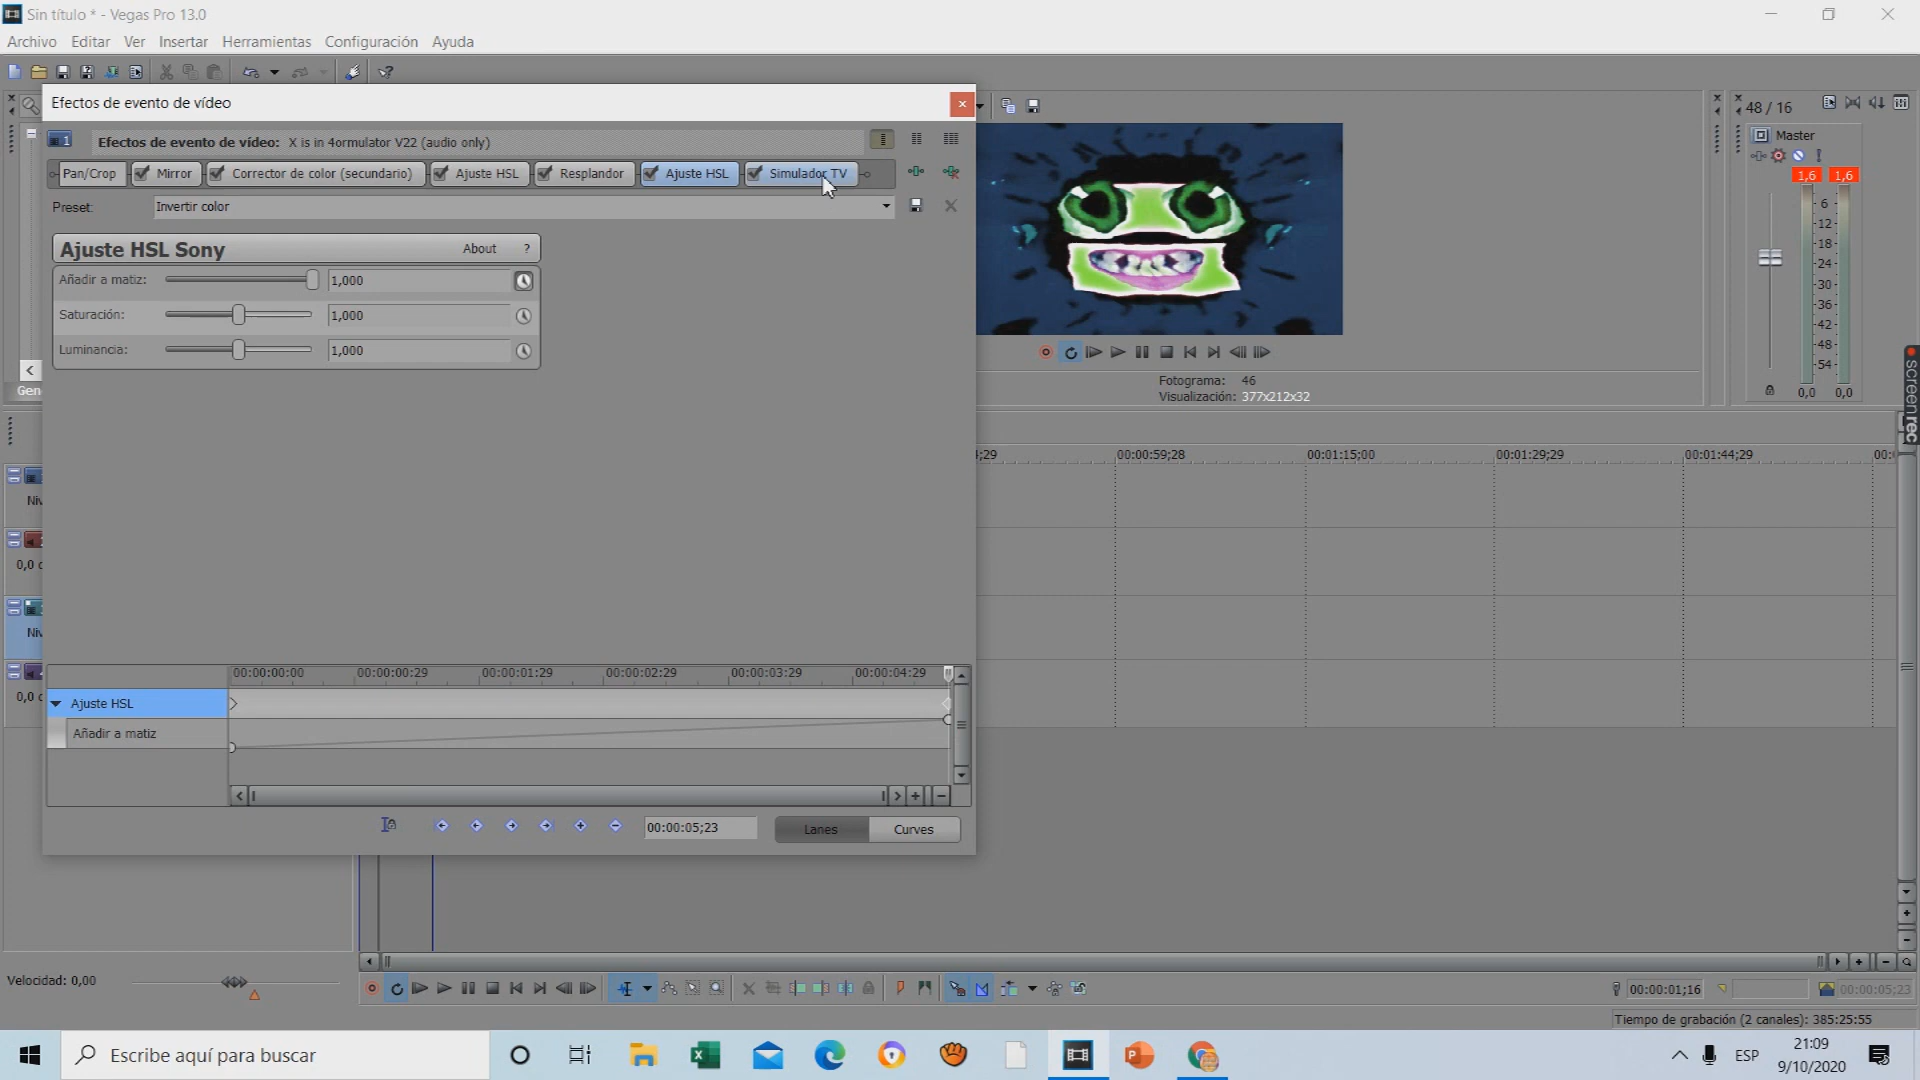 Sin título * - Vegas Pro 13.0
Archivo Editar Ver Insertar Herramientas Configuración Ayuda
Efectos de evento de vídeo
48 / 16
1 Efectos de evento de vídeo: X is in 4ormulator V22 (audio only)
Master
Pan/Crop Mirror Corrector de color (secundario) Ajuste HSL Resplandor Ajuste HSL Simulador TV
1,6 1,6
Preset: Invertir color
Ajuste HSL Sony About ?
Añadir a matiz: 1,000
Saturación: 1,000
Luminancia: 1,000
- 6 -
-12-
-18-
-24-
-30-
-36-
-42-
-48-
-54-
0,0 0,0
Gen
Fotograma: 46
Visualización: 377x212x32
screenrec
4;29 00:00:59;28 00:01:15;00 00:01:29;29 00:01:44;29 00:
Niv
0,0
Niv
0,0
00:00:00:00 00:00:00:29 00:00:01:29 00:00:02:29 00:00:03:29 00:00:04:29
Ajuste HSL
Añadir a matiz
00:00:05;23 Lanes Curves
Velocidad: 0,00
00:00:01;16 00:00:05;23
Tiempo de grabación (2 canales): 385:25:55
Escribe aquí para buscar
ESP
21:09
9/10/2020